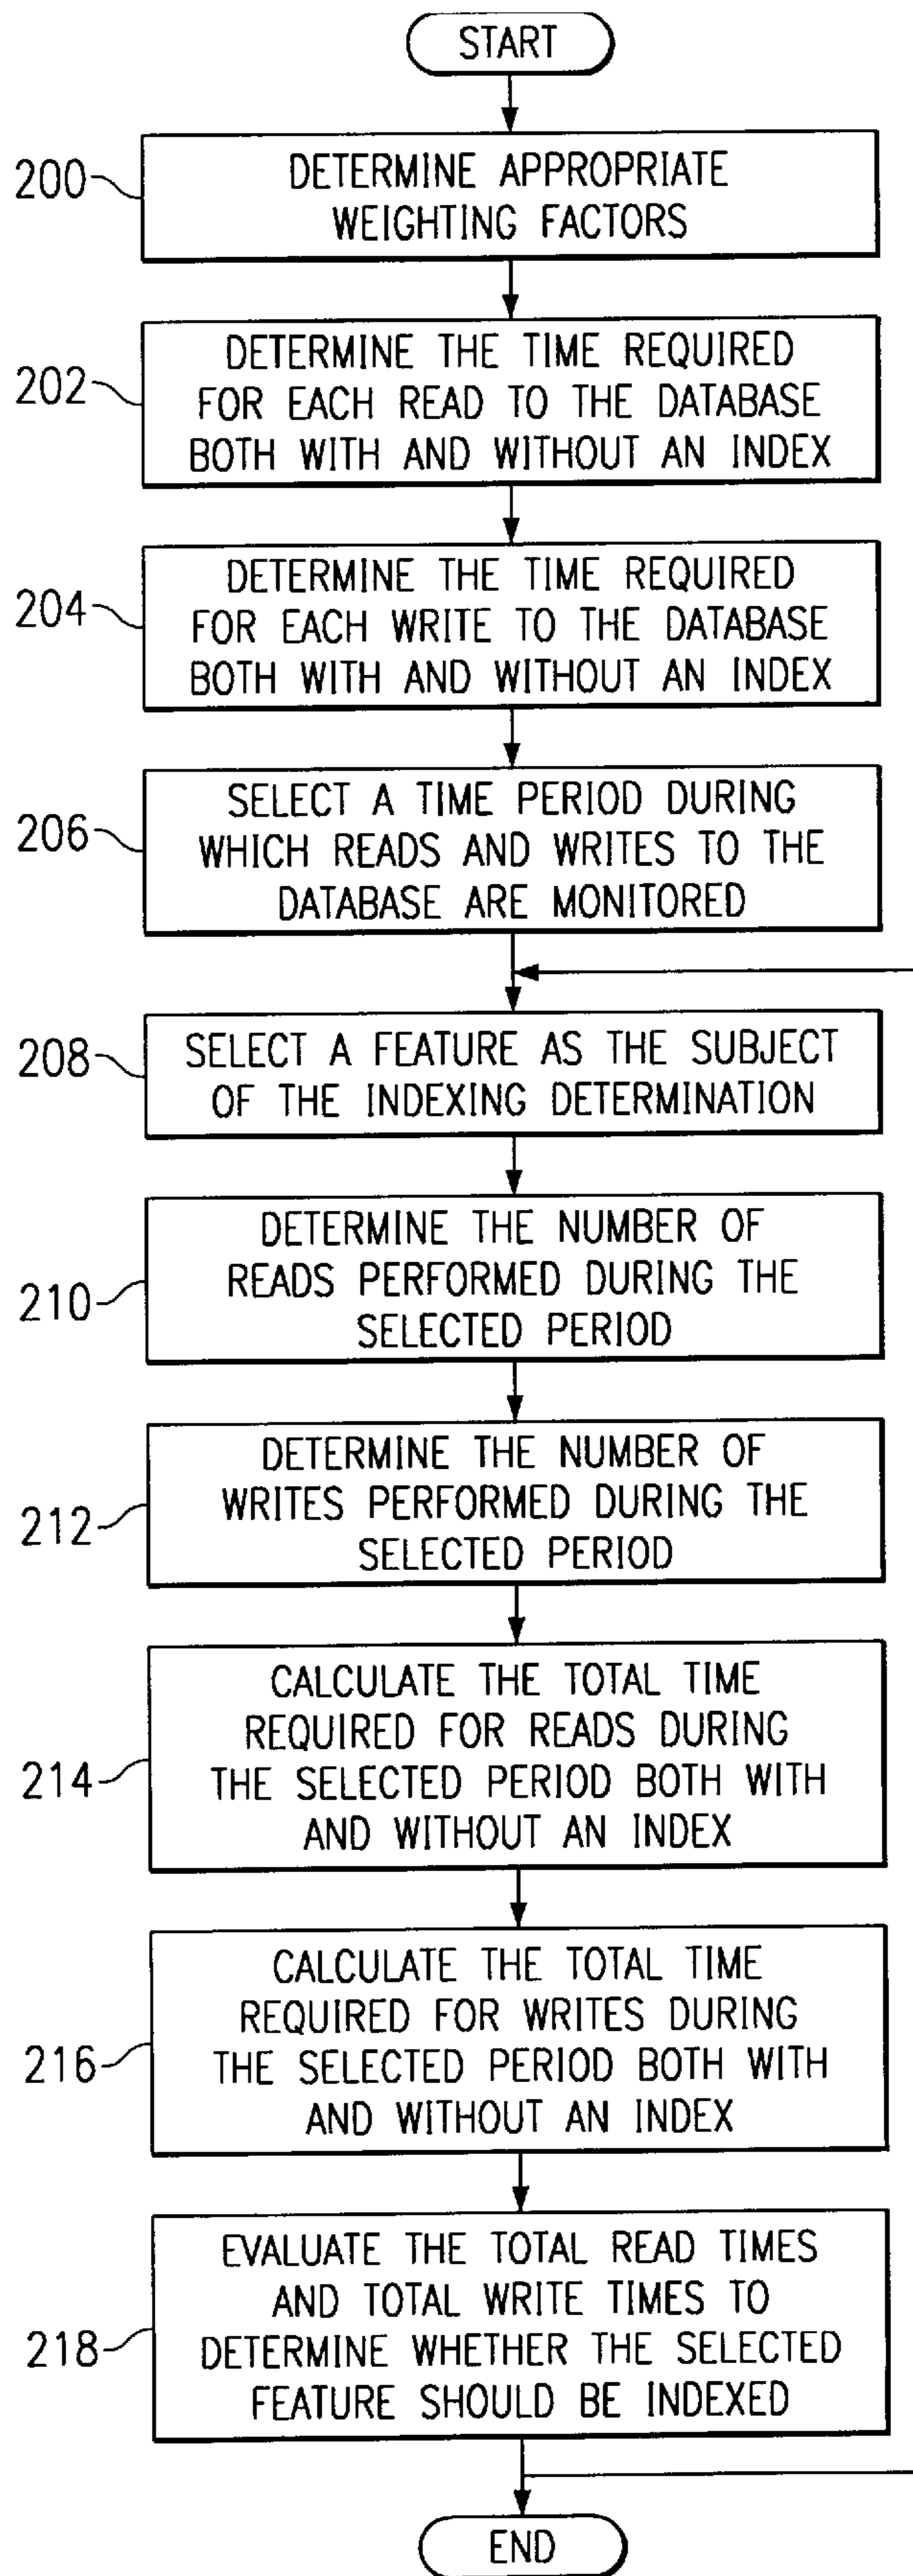 START
200
DETERMINE APPROPRIATE
WEIGHTING FACTORS
202
DETERMINE THE TIME REQUIRED
FOR EACH READ TO THE DATABASE
BOTH WITH AND WITHOUT AN INDEX
204
DETERMINE THE TIME REQUIRED
FOR EACH WRITE TO THE DATABASE
BOTH WITH AND WITHOUT AN INDEX
206
SELECT A TIME PERIOD DURING
WHICH READS AND WRITES TO THE
DATABASE ARE MONITORED
208
SELECT A FEATURE AS THE SUBJECT
OF THE INDEXING DETERMINATION
210
DETERMINE THE NUMBER OF
READS PERFORMED DURING THE
SELECTED PERIOD
212
DETERMINE THE NUMBER OF
WRITES PERFORMED DURING THE
SELECTED PERIOD
214
CALCULATE THE TOTAL TIME
REQUIRED FOR READS DURING
THE SELECTED PERIOD BOTH WITH
AND WITHOUT AN INDEX
216
CALCULATE THE TOTAL TIME
REQUIRED FOR WRITES DURING
THE SELECTED PERIOD BOTH WITH
AND WITHOUT AN INDEX
218
EVALUATE THE TOTAL READ TIMES
AND TOTAL WRITE TIMES TO
DETERMINE WHETHER THE SELECTED
FEATURE SHOULD BE INDEXED
END